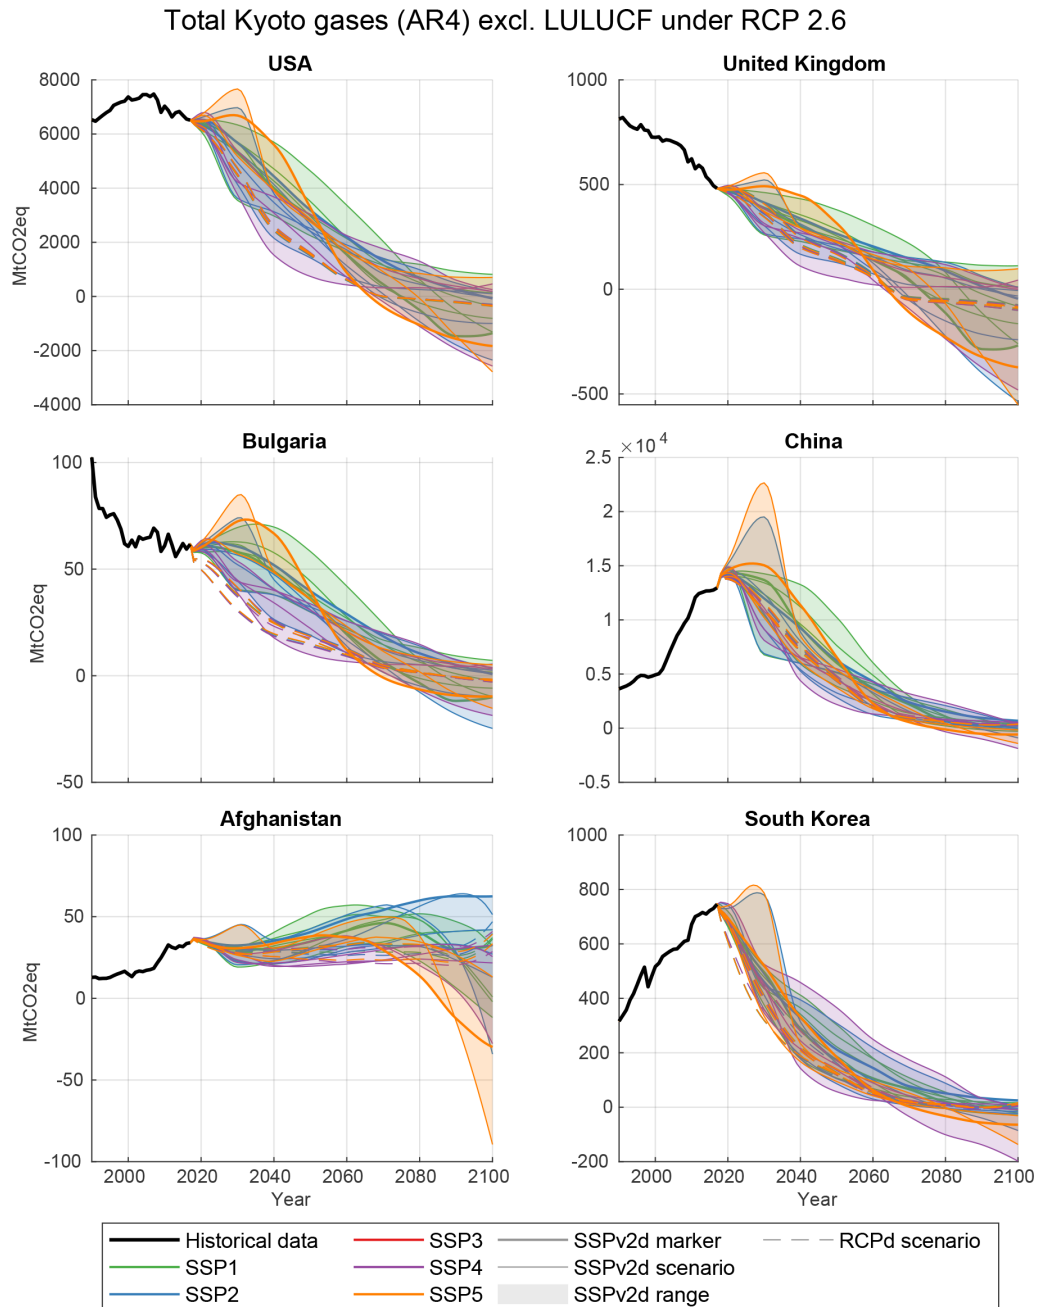 Total Kyoto gases (AR4) excl. LULUCF under RCP 2.6
USA
United Kingdom
8000
6000
4000
2000
0
-2000
-4000
MtCO2eq
1000
500
0
-500
Bulgaria
China
100
50
0
-50
MtCO2eq
×10 4
2.5
2
1.5
1
0.5
0
-0.5
Afghanistan
South Korea
100
50
0
-50
-100
MtCO2eq
1000
800
600
400
200
0
-200
2000 2020 2040 2060 2080 2100
2000 2020 2040 2060 2080 2100
Year
Year
Historical data SSP3 SSPv2d marker RCPd scenario
SSP1 SSP4 SSPv2d scenario
SSP2 SSP5 SSPv2d range